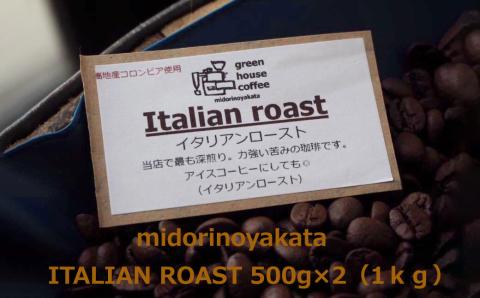 高地産コロンビア使用
green
house
coffee
midorinoyakata
Italian roast
イタリアンロースト
当店で最も深煎り。力強い苦みの珈琲です。
アイスコーヒーにしても◎
(イタリアンロースト)
midorinoyakata
ITALIAN ROAST 500g×2（1ｋｇ）